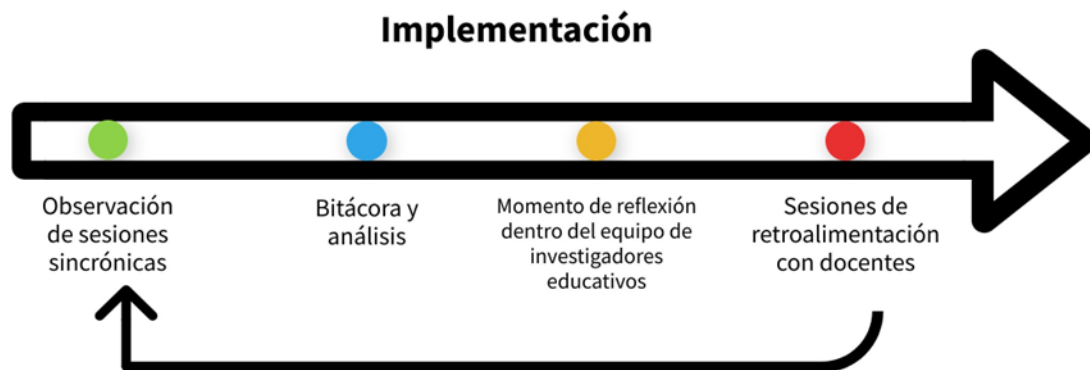 Implementación
Observación
de sesiones
sincrónicas
Bitácora y
análisis
Momento de reflexión
dentro del equipo de
investigadores
educativos
Sesiones de
retroalimentación
con docentes